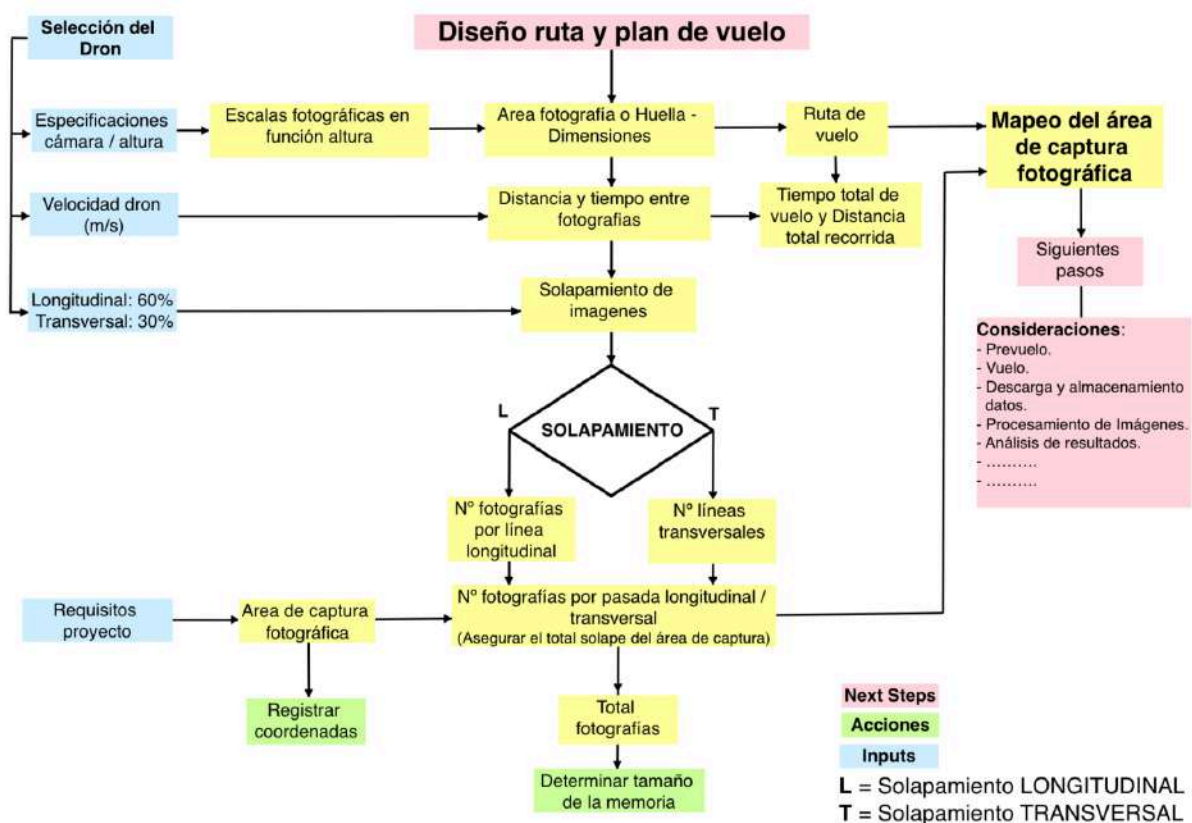 Selección del
Dron
Diseño ruta y plan de vuelo
Especificaciones
cámara / altura
Escalas fotográficas en
función altura
Area fotografía o Huella -
Dimensiones
Ruta de
vuelo
Mapeo del área
de captura
fotográfica
Velocidad dron
(m/s)
Distancia y tiempo entre
fotografías
Tiempo total de
vuelo y Distancia
total recorrida
Siguientes
pasos
Longitudinal: 60%
Transversal: 30%
Solapamiento de
imagenes
Consideraciones:
- Prevuelo.
- Vuelo.
- Descarga y almacenamiento
datos.
- Procesamiento de Imágenes.
- Análisis de resultados.
- ..........
- ..........
L
T
SOLAPAMIENTO
Nº fotografías
por línea
longitudinal
Nº líneas
transversales
Requisitos
proyecto
Area de captura
fotográfica
Nº fotografías por pasada longitudinal /
transversal
(Asegurar el total solape del área de captura)
Registrar
coordenadas
Total
fotografías
Determinar tamaño
de la memoria
Next Steps
Acciones
Inputs
L = Solapamiento LONGITUDINAL
T = Solapamiento TRANSVERSAL